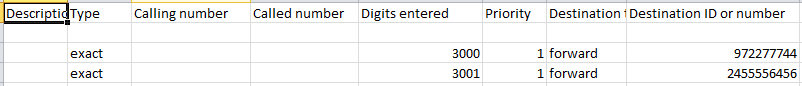 Descriptio Type Calling number Called number Digits entered Priority Destination t Destination ID or number
exact 3000 1 forward 972277744
exact 3001 1 forward 2455556456